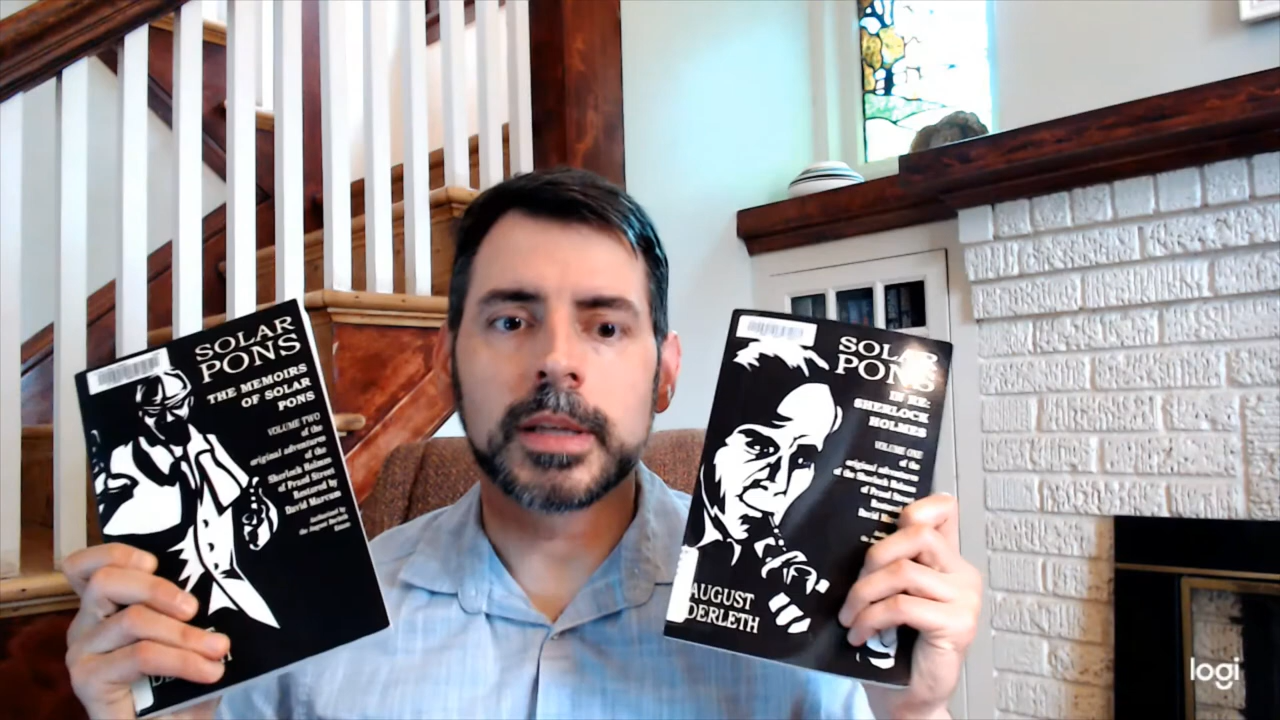 SOLAR
PONS
THE MEMOIRS
OF SOLAR
PONS
VOLUME TWO
of the
original adventures
of the
Sherlock Holmes
of Praed Street
Restored by
David Marcum
Authorized by
the August Derleth
Estate
SOLAR
PONS
IN RE:
SHERLOCK
HOLMES
VOLUME ONE
of the
original adventures
of the Sherlock Holmes
of Praed Street
David
AUGUST
DERLETH
logi